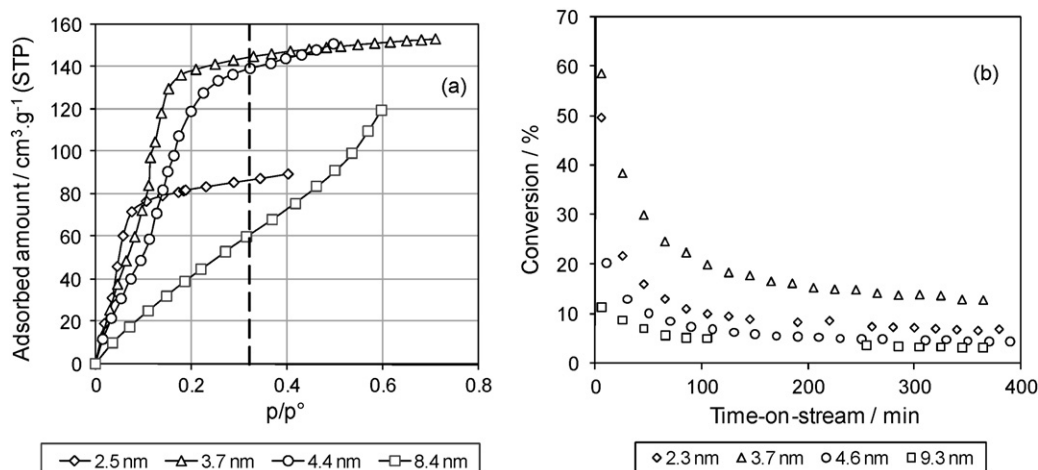 160
140
120
100
80
60
40
20
0
Adsorbed amount / cm³.g⁻¹ (STP)
(a)
0 0.2 0.4 0.6 0.8
p/p°
2.5 nm 3.7 nm 4.4 nm 8.4 nm
70
60
50
40
30
20
10
0
Conversion / %
(b)
0 100 200 300 400
Time-on-stream / min
2.3 nm 3.7 nm 4.6 nm 9.3 nm